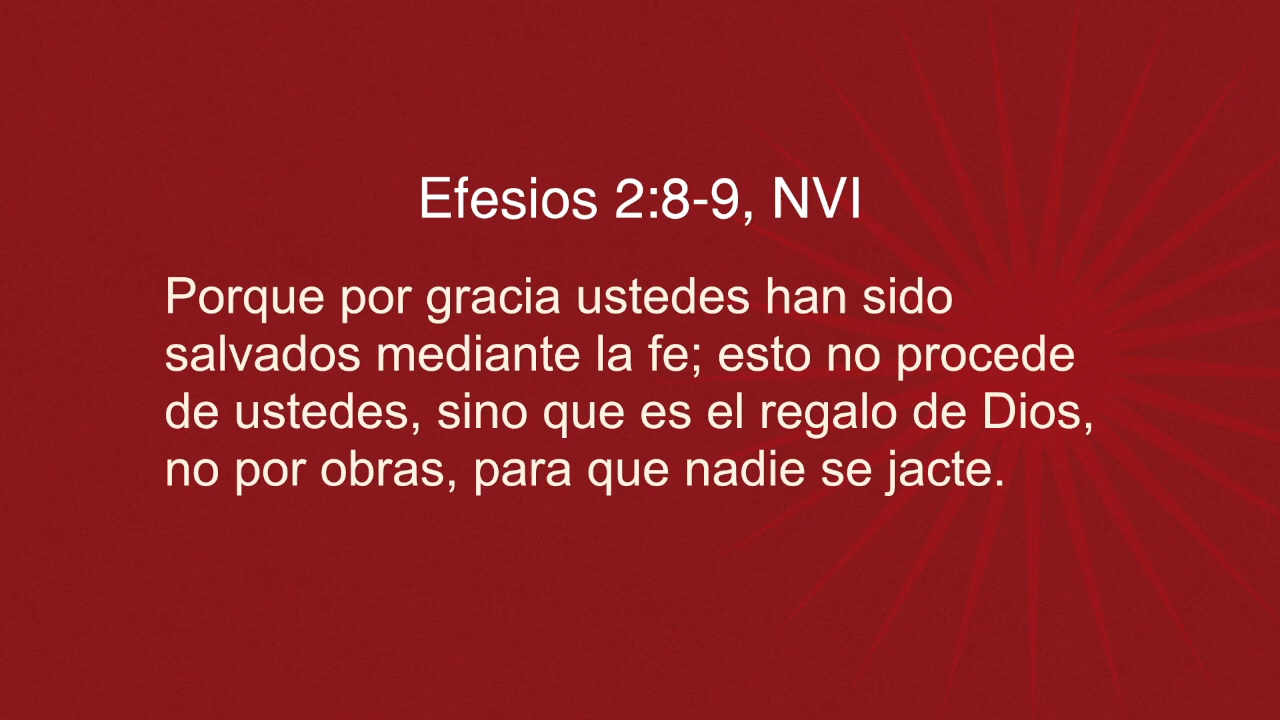 Efesios 2:8-9, NVI
Porque por gracia ustedes han sido
salvados mediante la fe; esto no procede
de ustedes, sino que es el regalo de Dios,
no por obras, para que nadie se jacte.